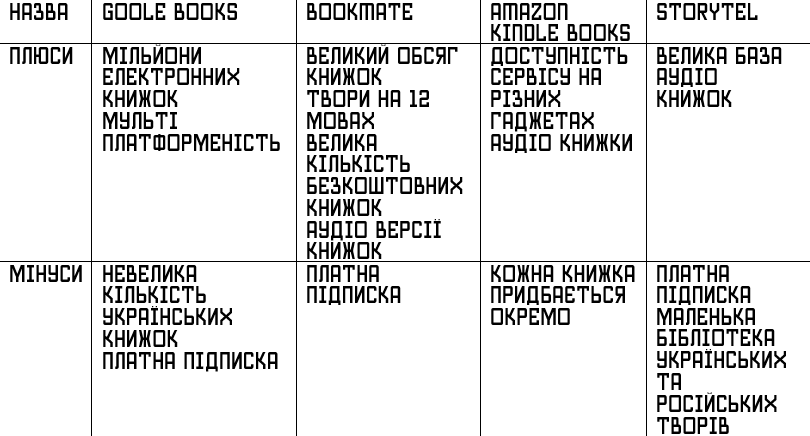 НАЗВА
GOOLE BOOKS
BOOKMATE
AMAZON
KINDLE BOOKS
STORYTEL
ПЛЮСИ
МІЛЬЙОНИ
ЕЛЕКТРОННИХ
КНИЖОК
МУЛЬТІ
ПЛАТФОРМЕНІСТЬ
ВЕЛИКИЙ ОБСЯГ
КНИЖОК
ТВОРИ НА 12
МОВАХ
ВЕЛИКА
КІЛЬКІСТЬ
БЕЗКОШТОВНИХ
КНИЖОК
АУДІО ВЕРСІЇ
КНИЖОК
ДОСТУПНІСТЬ
СЕРВІСУ НА
РІЗНИХ
ГАДЖЕТАХ
АУДІО КНИЖКИ
ВЕЛИКА БАЗА
АУДІО
КНИЖОК
МІНУСИ
НЕВЕЛИКА
КІЛЬКІСТЬ
УКРАЇНСЬКИХ
КНИЖОК
ПЛАТНА ПІДПИСКА
ПЛАТНА
ПІДПИСКА
КОЖНА КНИЖКА
ПРИДБАЄТЬСЯ
ОКРЕМО
ПЛАТНА
ПІДПИСКА
МАЛЕНЬКА
БІБЛІОТЕКА
УКРАЇНСЬКИХ
ТА
РОСІЙСЬКИХ
ТВОРІВ